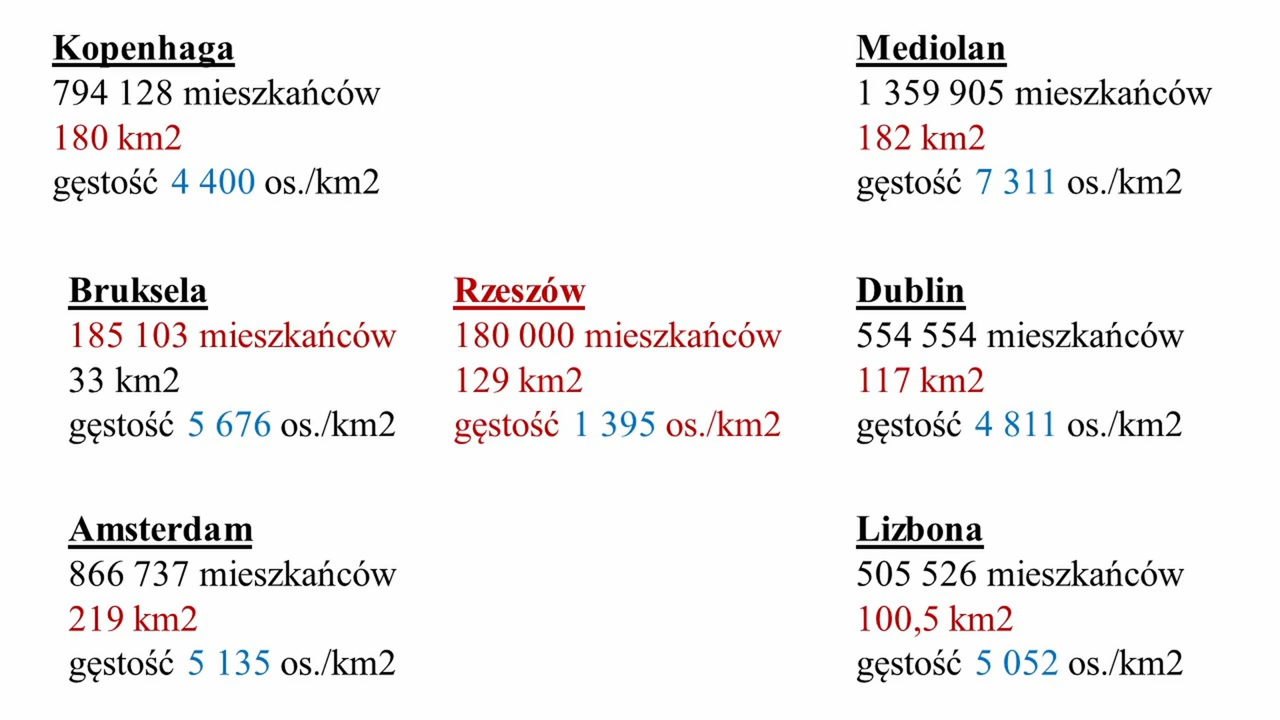 Kopenhaga
794 128 mieszkańców
180 km2
gęstość 4 400 os./km2
Mediolan
1 359 905 mieszkańców
182 km2
gęstość 7 311 os./km2
Bruksela
185 103 mieszkańców
33 km2
gęstość 5 676 os./km2
Rzeszów
180 000 mieszkańców
129 km2
gęstość 1 395 os./km2
Dublin
554 554 mieszkańców
117 km2
gęstość 4 811 os./km2
Amsterdam
866 737 mieszkańców
219 km2
gęstość 5 135 os./km2
Lizbona
505 526 mieszkańców
100,5 km2
gęstość 5 052 os./km2